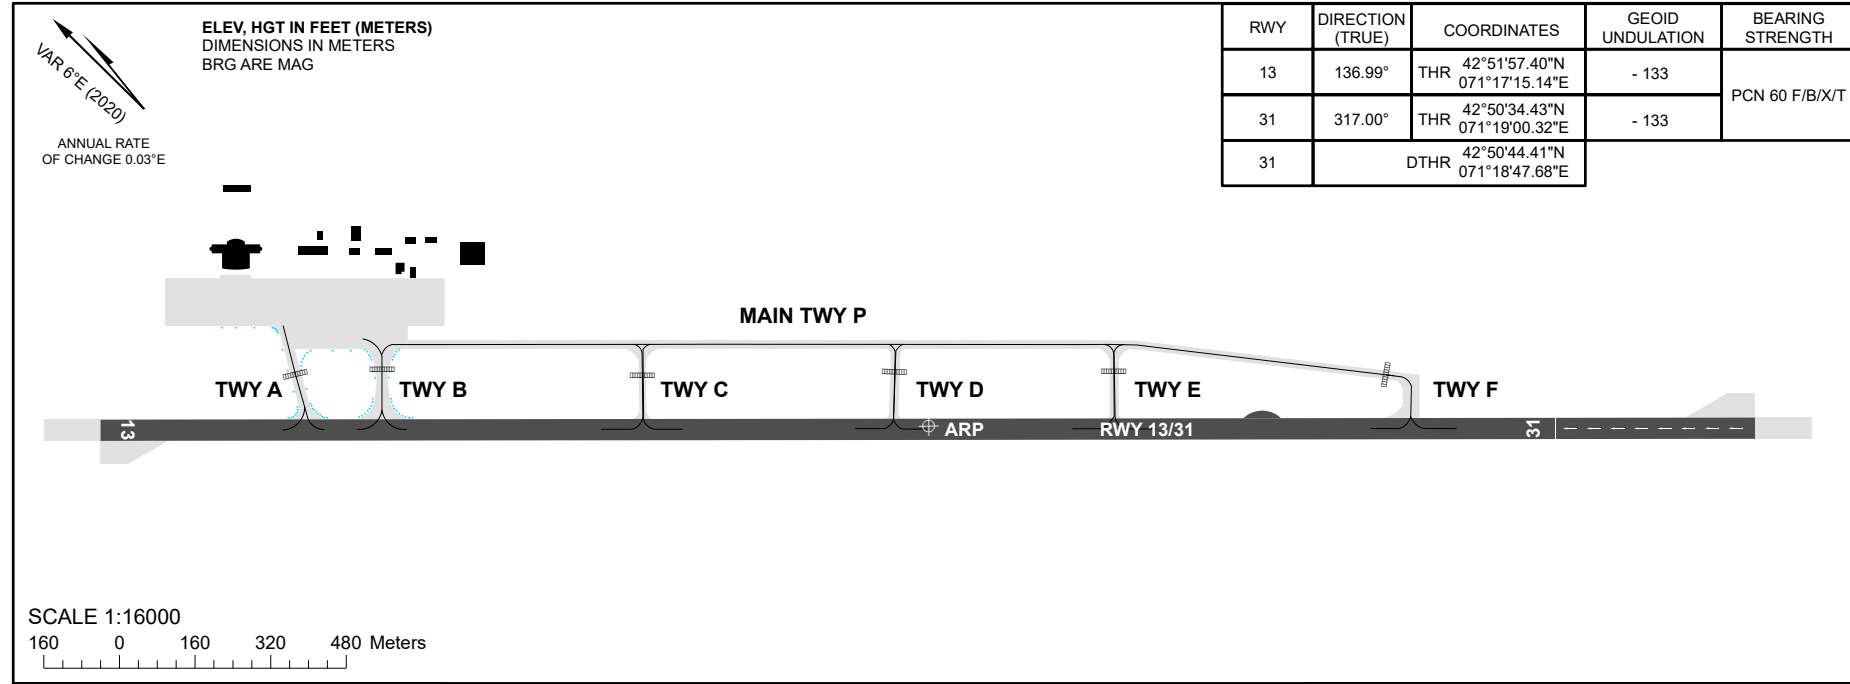 ELEV, HGT IN FEET (METERS)
DIMENSIONS IN METERS
BRG ARE MAG
VAR 6°E (2020)
ANNUAL RATE
OF CHANGE 0.03°E
RWY DIRECTION (TRUE) COORDINATES GEOID UNDULATION BEARING STRENGTH
13 136.99° THR 42°51'57.40"N 071°17'15.14"E - 133 PCN 60 F/B/X/T
31 317.00° THR 42°50'34.43"N 071°19'00.32"E - 133
31 DTHR 42°50'44.41"N 071°18'47.68"E
MAIN TWY P
TWY A TWY B TWY C TWY D TWY E TWY F
13 ARP RWY 13/31 31
SCALE 1:16000
160 0 160 320 480 Meters